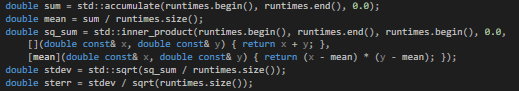 double sum = std::accumulate(runtimes.begin(), runtimes.end(), 0.0);
double mean = sum / runtimes.size();
double sq_sum = std::inner_product(runtimes.begin(), runtimes.end(), runtimes.begin(), 0.0,
[](double const& x, double const& y) { return x + y; },
[mean](double const& x, double const& y) { return (x - mean) * (y - mean); });
double stdev = std::sqrt(sq_sum / runtimes.size());
double sterr = stdev / sqrt(runtimes.size());